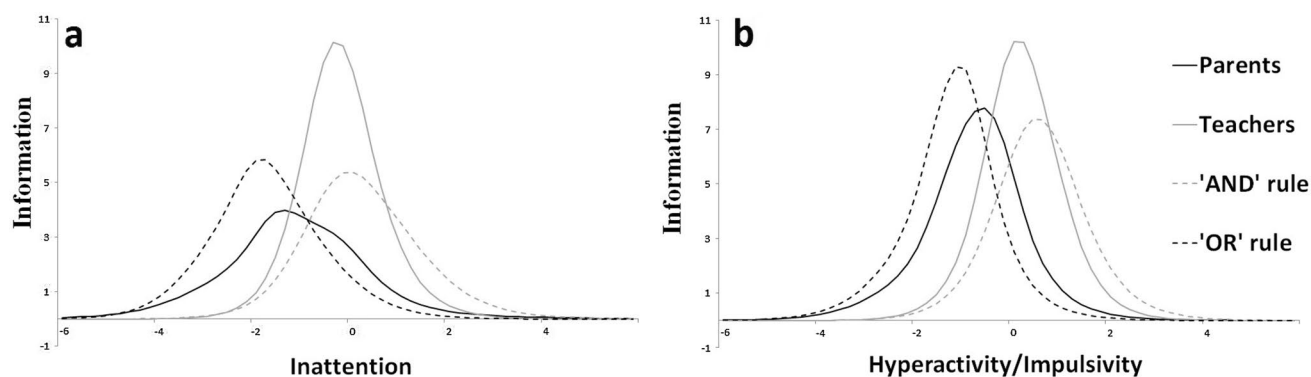 a
11
9
7
5
3
1
-1
Information
-6
-4
-2
0
2
4
Inattention
b
11
9
7
5
3
1
-1
Information
-6
-4
-2
0
2
4
Hyperactivity/Impulsivity
Parents
Teachers
'AND' rule
'OR' rule